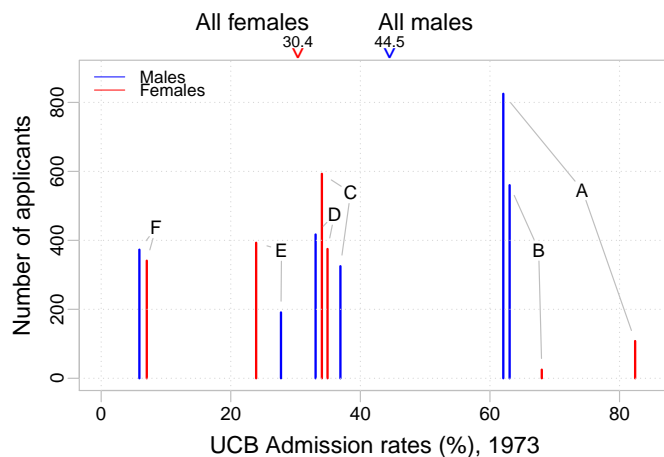 All females All males
30.4 44.5
Males
Females
Number of applicants
800
600
400
200
0
F
E
D
C
B
A
0 20 40 60 80
UCB Admission rates (%), 1973